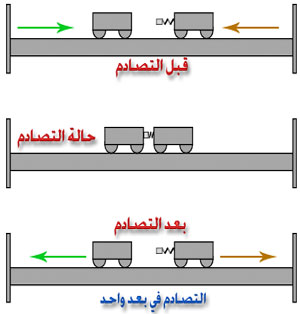 قبل التصادم
حالة التصادم
بعد التصادم
التصادم في بعد واحد